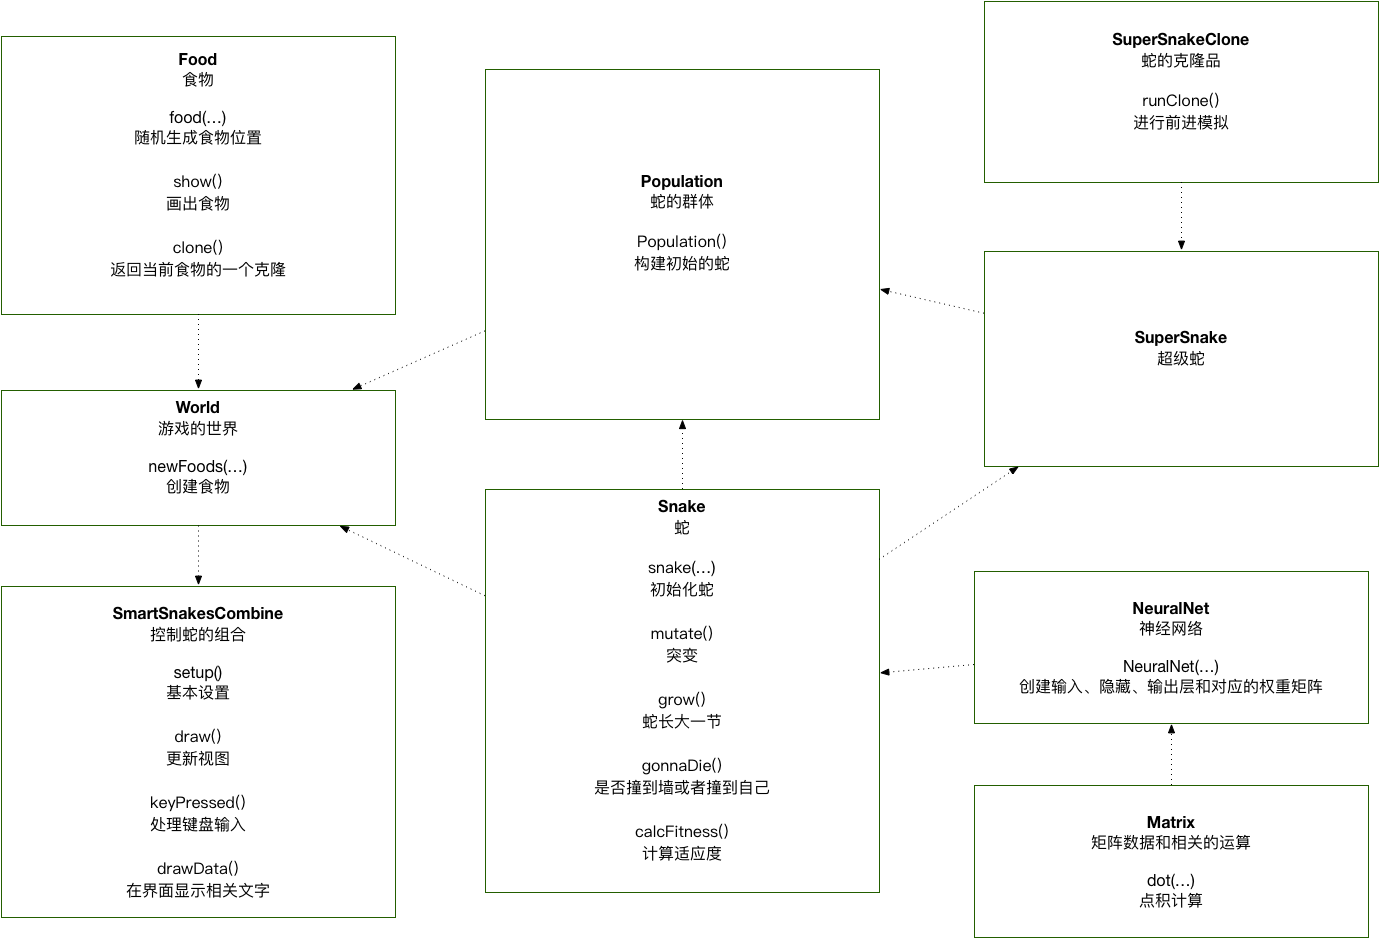 Food
食物
food(...)
随机生成食物位置
show()
画出食物
clone()
返回当前食物的一个克隆
World
游戏的世界
newFoods(...)
创建食物
SmartSnakesCombine
控制蛇的组合
setup()
基本设置
draw()
更新视图
keyPressed()
处理键盘输入
drawData()
在界面显示相关文字
Population
蛇的群体
Population()
构建初始的蛇
Snake
蛇
snake(...)
初始化蛇
mutate()
突变
grow()
蛇长大一节
gonnaDie()
是否撞到墙或者撞到自己
calcFitness()
计算适应度
SuperSnakeClone
蛇的克隆品
runClone()
进行前进模拟
SuperSnake
超级蛇
NeuralNet
神经网络
NeuralNet(...)
创建输入、隐藏、输出层和对应的权重矩阵
Matrix
矩阵数据和相关的运算
dot(...)
点积计算